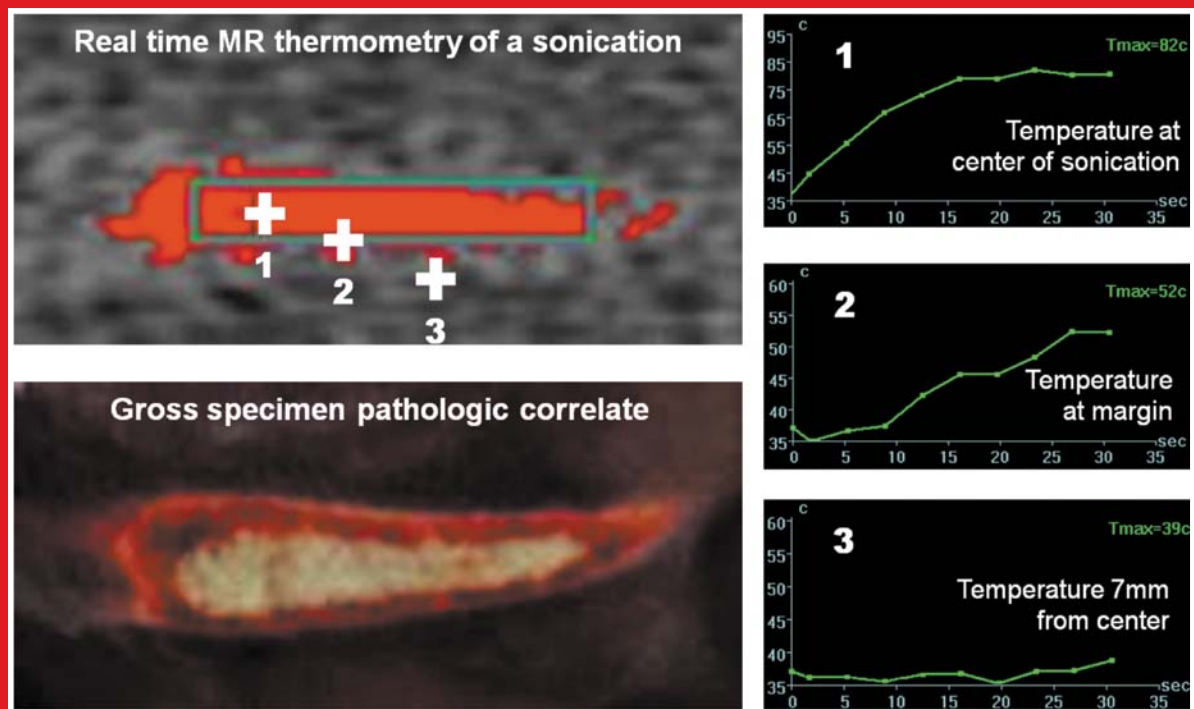 Real time MR thermometry of a sonication
1
2
3
Gross specimen pathologic correlate
c
1
Tmax=82c
95
85
75
65
55
45
35
Temperature at
center of sonication
sec
0 5 10 15 20 25 30 35
c
2
Tmax=52c
60
55
50
45
40
35
Temperature
at margin
sec
0 5 10 15 20 25 30 35
c
3
Tmax=39c
60
55
50
45
40
35
Temperature 7mm
from center
sec
0 5 10 15 20 25 30 35